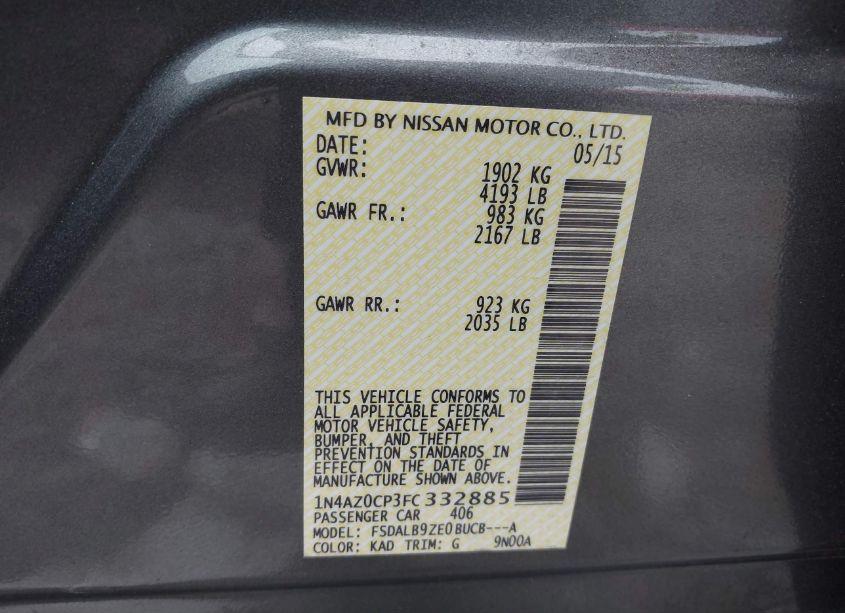 MFD BY NISSAN MOTOR CO., LTD.
DATE: 05/15
GVWR: 1902 KG
4193 LB
GAWR FR.: 983 KG
2167 LB
GAWR RR.: 923 KG
2035 LB
THIS VEHICLE CONFORMS TO
ALL APPLICABLE FEDERAL
MOTOR VEHICLE SAFETY,
BUMPER, AND THEFT
PREVENTION STANDARDS IN
EFFECT ON THE DATE OF
MANUFACTURE SHOWN ABOVE.
1N4AZ0CP3FC332885
PASSENGER CAR 406
MODEL: FSDALB9ZE0BUCB---A
COLOR: KAD TRIM: G 9N00A